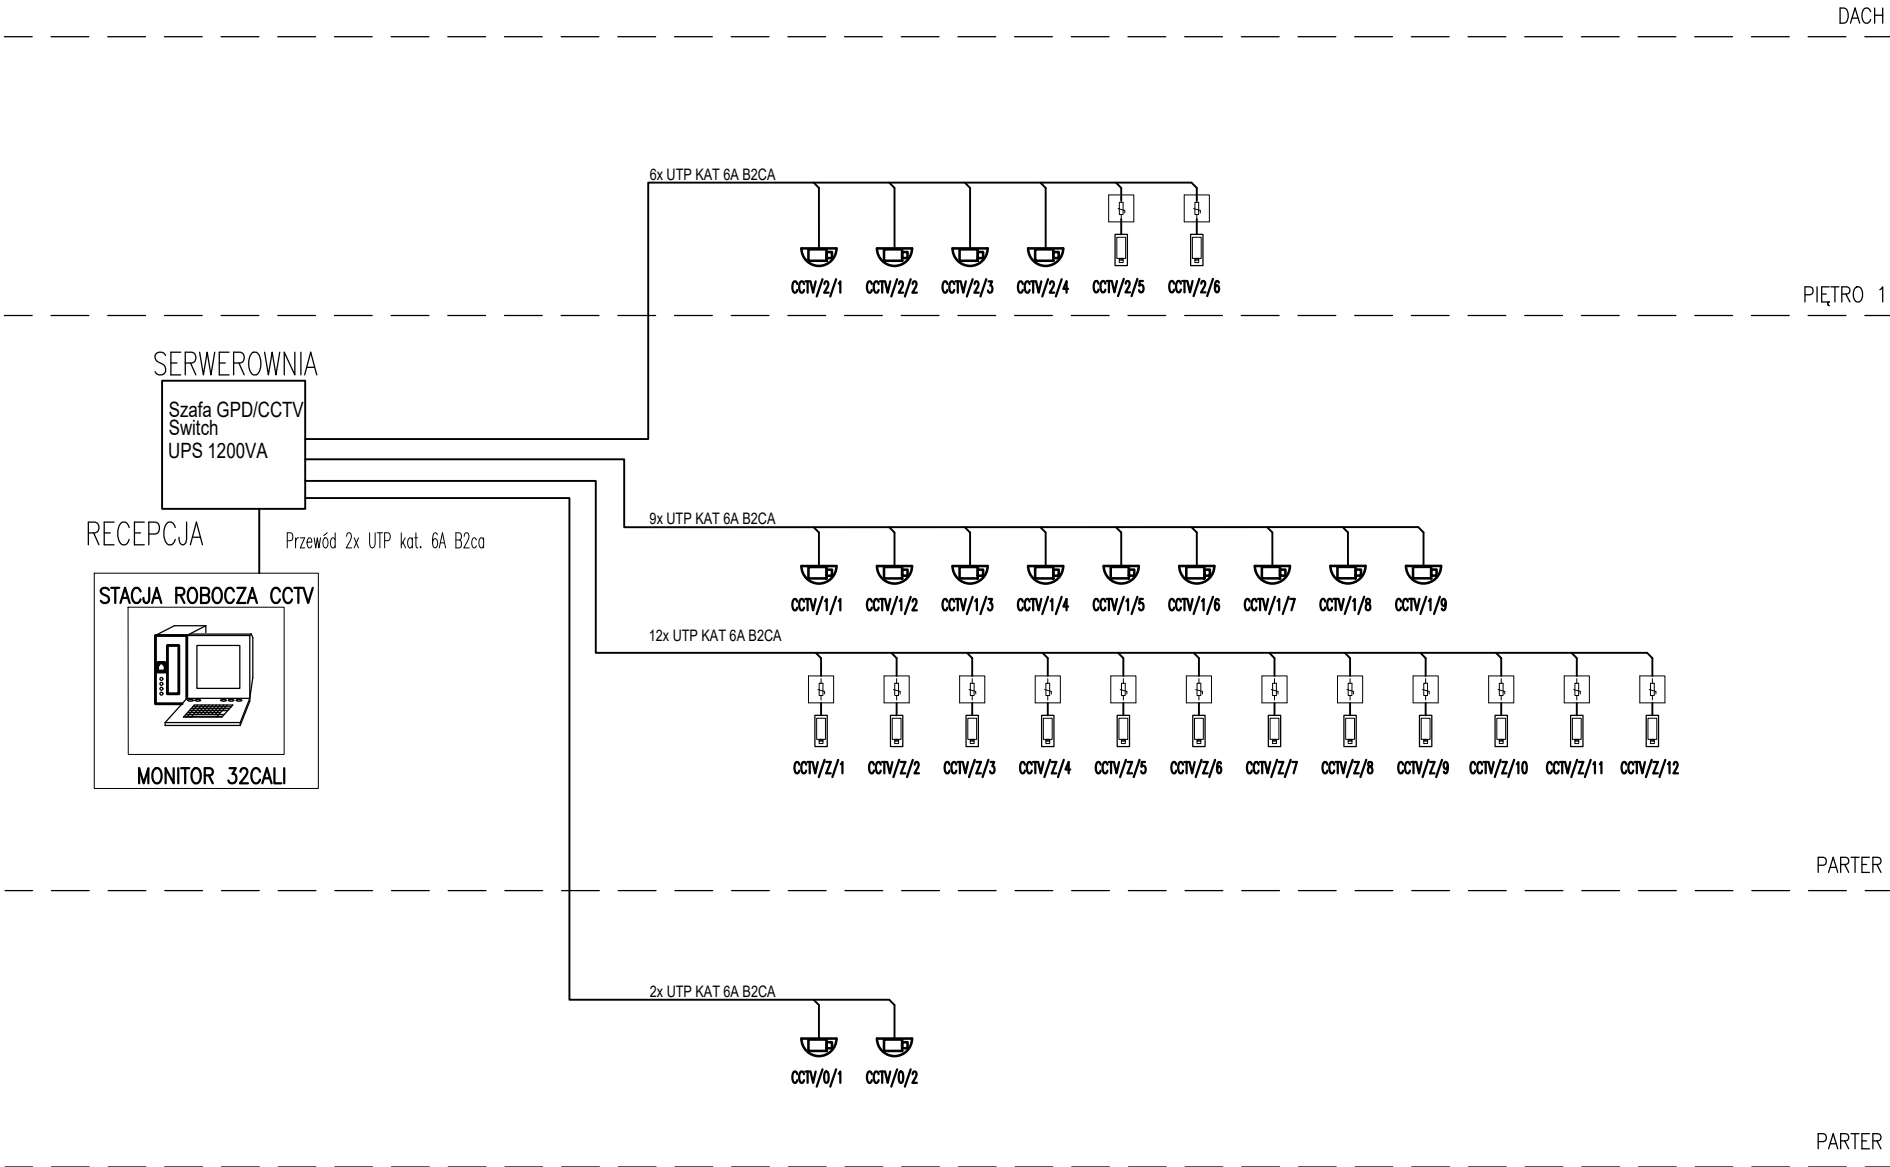 DACH
6x UTP KAT 6A B2CA
CCTV/2/1 CCTV/2/2 CCTV/2/3 CCTV/2/4 CCTV/2/5 CCTV/2/6
PIĘTRO 1
SERWEROWNIA
Szafa GPD/CCTV
Switch
UPS 1200VA
RECEPCJA
Przewód 2x UTP kat. 6A B2ca
STACJA ROBOCZA CCTV
MONITOR 32CALI
9x UTP KAT 6A B2CA
CCTV/1/1 CCTV/1/2 CCTV/1/3 CCTV/1/4 CCTV/1/5 CCTV/1/6 CCTV/1/7 CCTV/1/8 CCTV/1/9
12x UTP KAT 6A B2CA
CCTV/Z/1 CCTV/Z/2 CCTV/Z/3 CCTV/Z/4 CCTV/Z/5 CCTV/Z/6 CCTV/Z/7 CCTV/Z/8 CCTV/Z/9 CCTV/Z/10 CCTV/Z/11 CCTV/Z/12
PARTER
2x UTP KAT 6A B2CA
CCTV/0/1 CCTV/0/2
PARTER